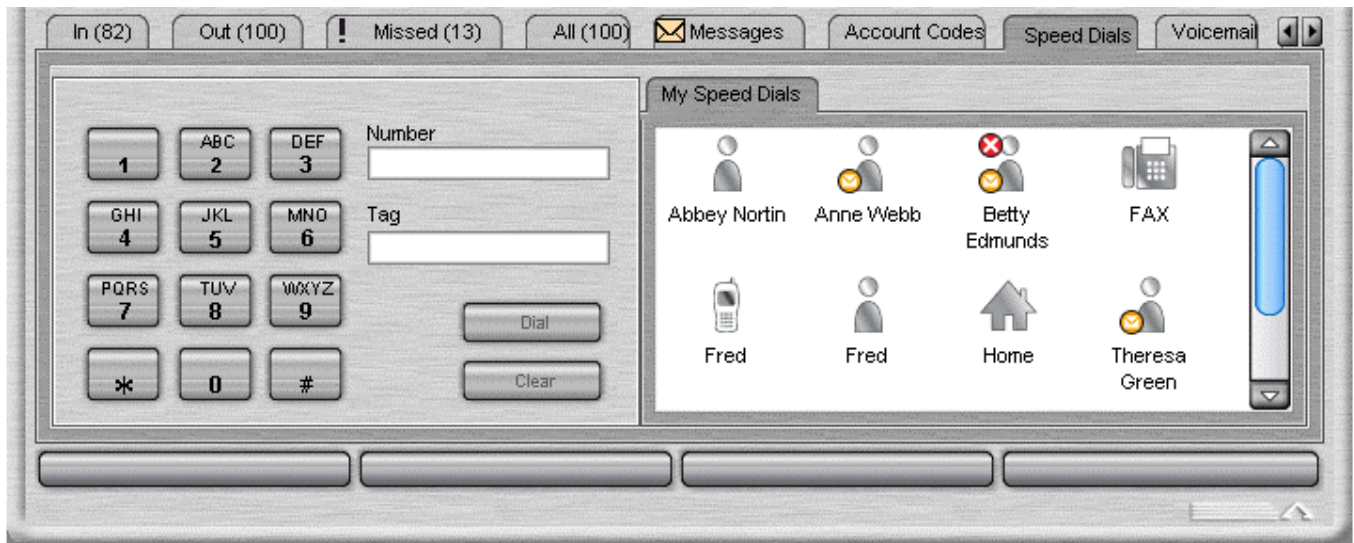 In (82) Out (100) ! Missed (13) All (100) Messages Account Codes Speed Dials Voicemail
My Speed Dials
Number
1 ABC 2 DEF 3
Tag
GHI 4 JKL 5 MNO 6
PQRS 7 TUV 8 WXYZ 9
* 0 #
Dial
Clear
Abbey Nortin Anne Webb Betty Edmunds FAX
Fred Fred Home Theresa Green